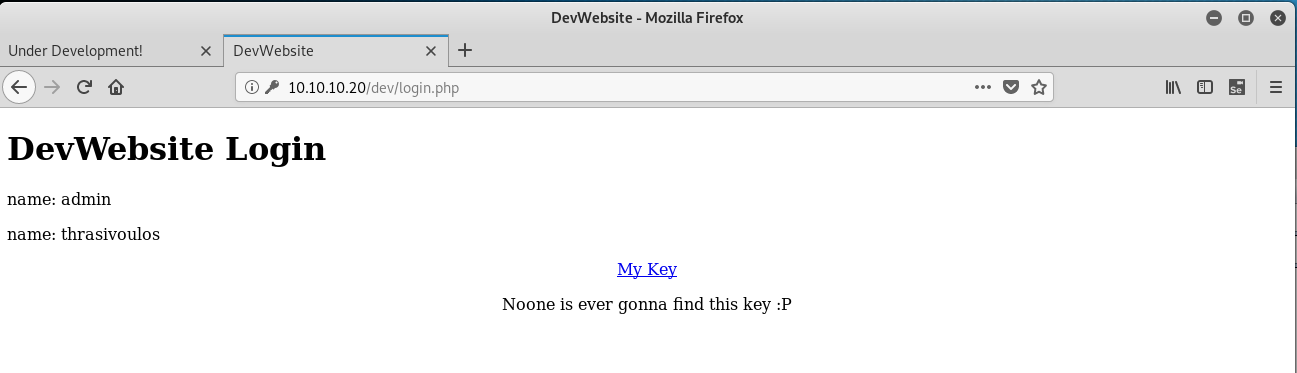 DevWebsite - Mozilla Firefox
Under Development!
DevWebsite
10.10.10.20/dev/login.php
Se
DevWebsite Login
name: admin
name: thrasivoulos
My Key
Noone is ever gonna find this key :P